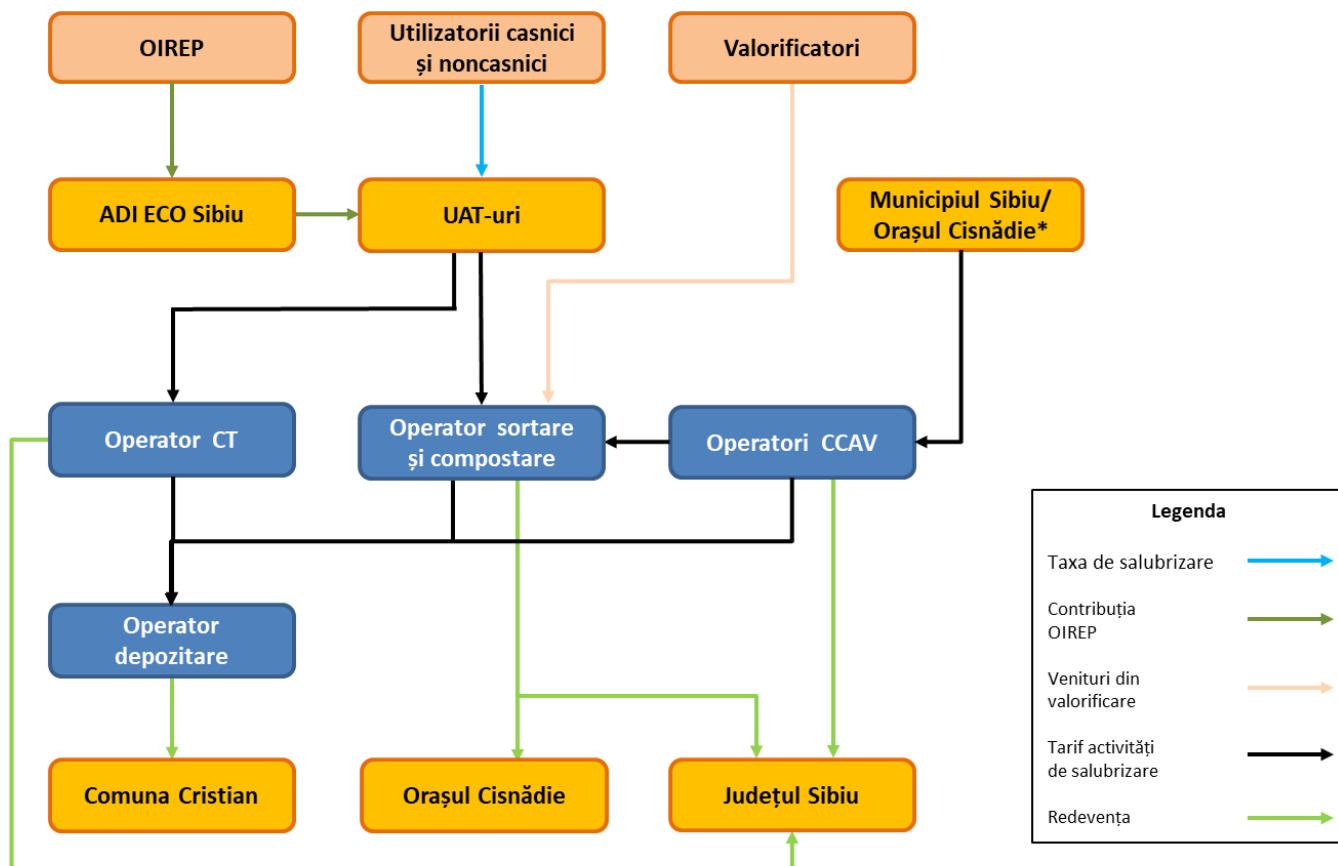 OIREP
Utilizatorii casnici
și noncasnici
Valorificatori
ADI ECO Sibiu
UAT-uri
Municipiul Sibiu/
Orașul Cisnădie*
Operator CT
Operator sortare
și compostare
Operatori CCAV
Operator
depozitare
Comuna Cristian
Orașul Cisnădie
Județul Sibiu
Legenda
Taxa de salubrizare
Contribuția
OIREP
Venituri din
valorificare
Tarif activități
de salubrizare
Redevența